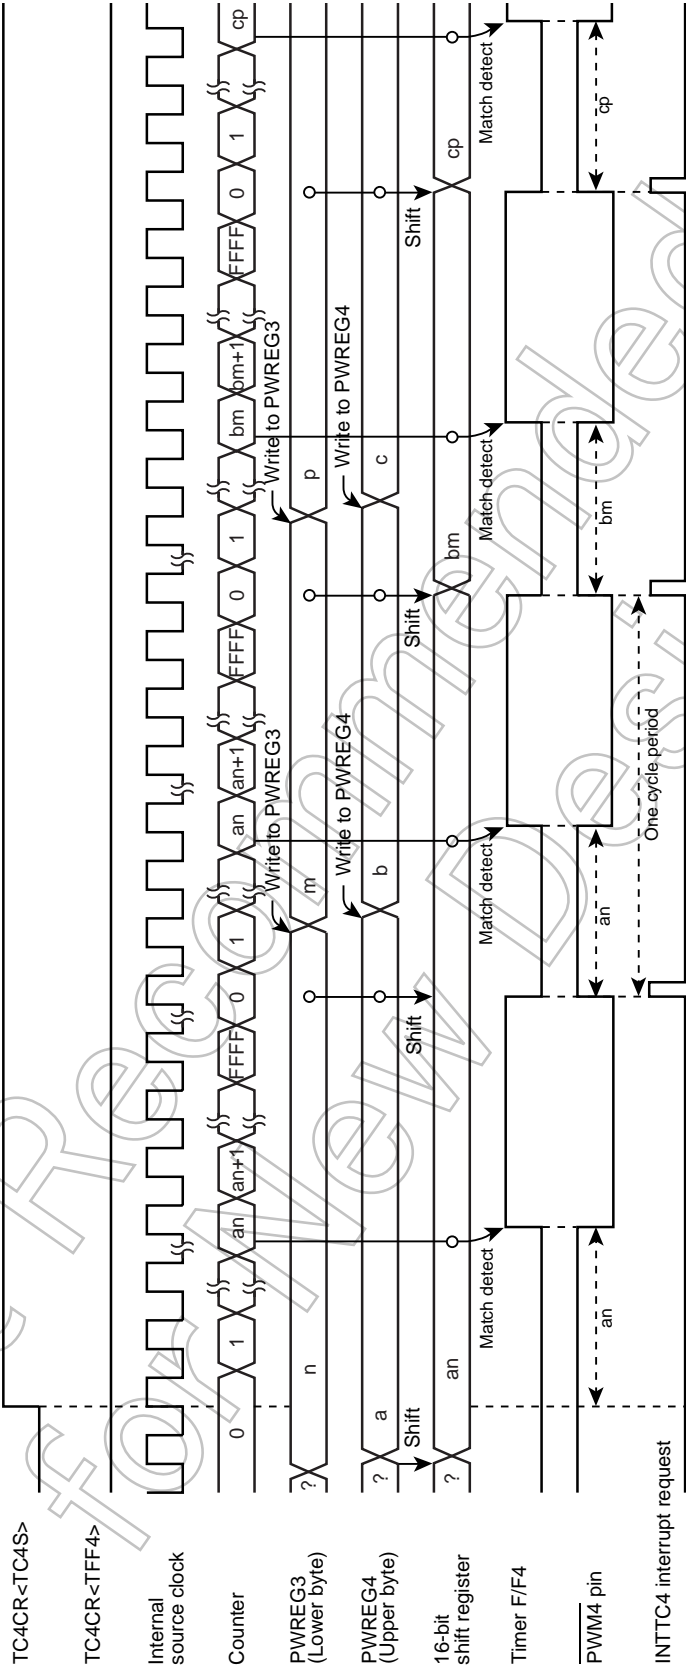 TC4CR<TC4S>
TC4CR<TFF4>
Internal
source clock
Counter
0
1
an
an+1
FFFF
0
1
an
an+1
FFFF
0
1
bm
bm+1
FFFF
0
1
cp
Write to PWREG3
Write to PWREG3
PWREG3
(Lower byte)
?
n
m
p
Write to PWREG4
Write to PWREG4
PWREG4
(Upper byte)
?
a
b
c
Shift
Shift
Shift
Shift
16-bit
shift register
?
an
bm
cp
Match detect
Match detect
Match detect
Match detect
Timer F/F4
PWM4 pin
an
an
bm
cp
One cycle period
INTTC4 interrupt request
Recommended
for New Desi